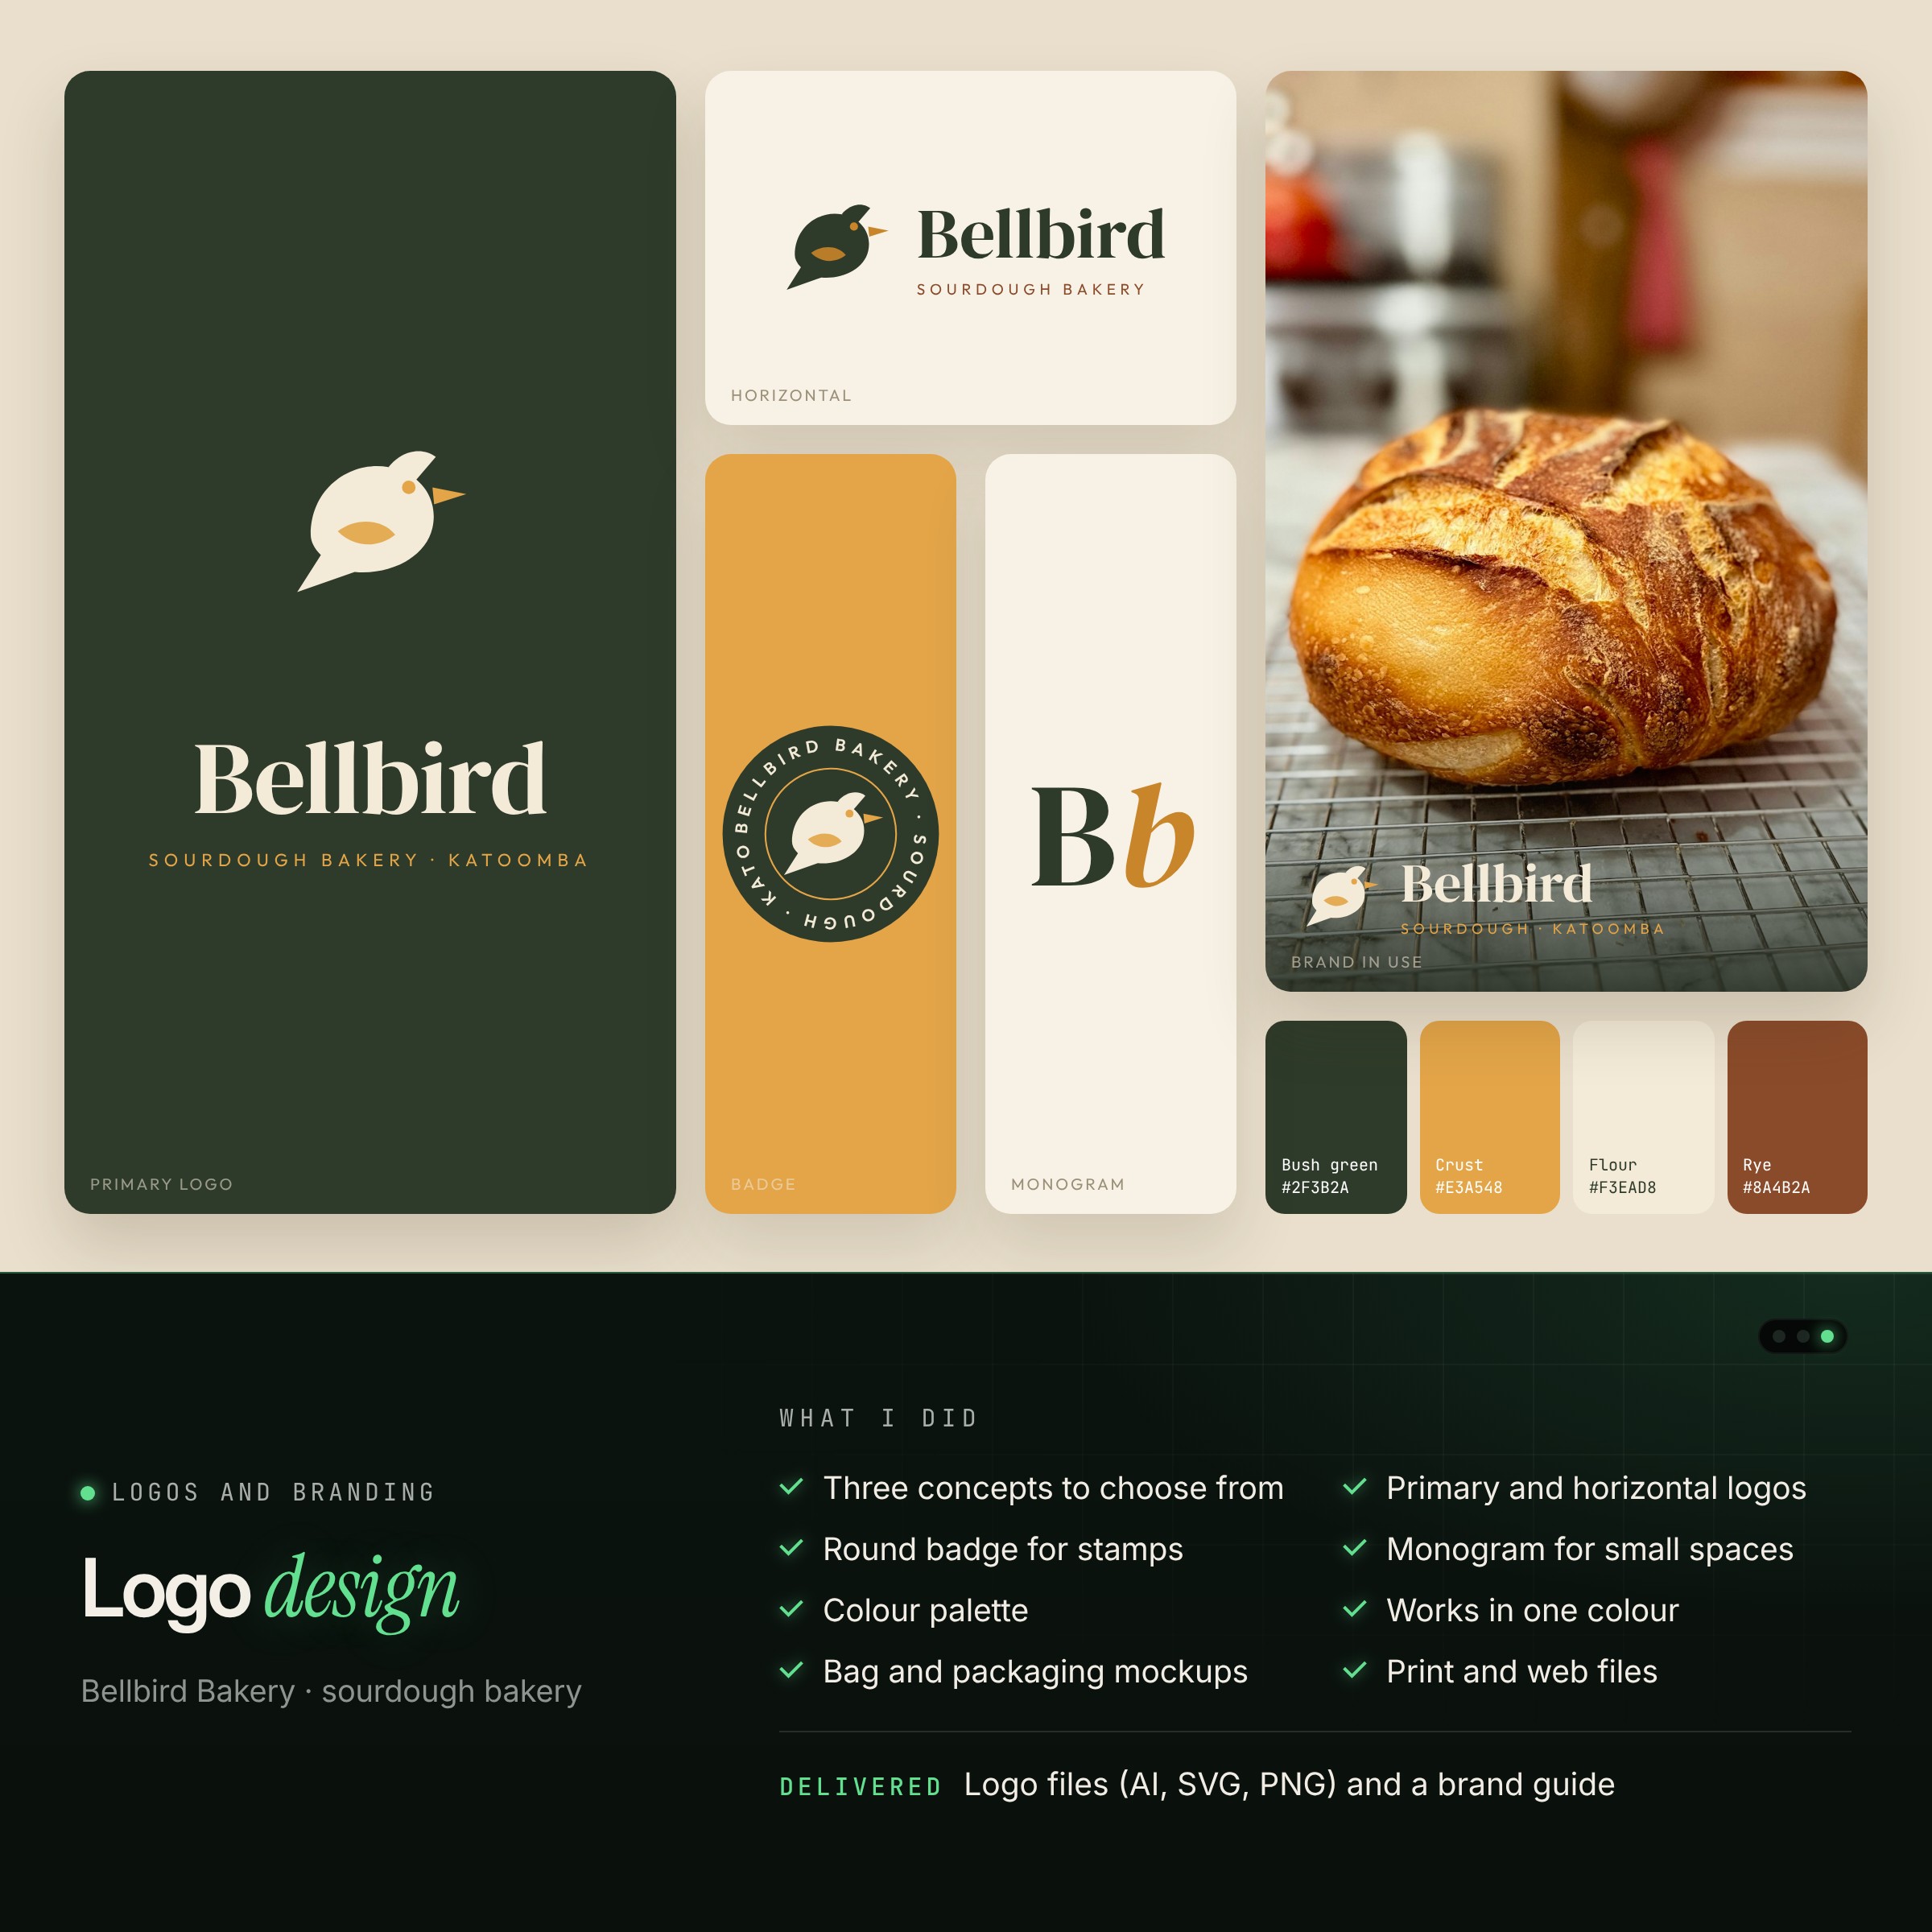 Bellbird
SOURDOUGH BAKERY · KATOOMBA
PRIMARY LOGO
Bellbird
SOURDOUGH BAKERY
HORIZONTAL
BELLBIRD BAKERY · SOURDOUGH · KATO
BADGE
Bb
MONOGRAM
Bellbird
SOURDOUGH · KATOOMBA
BRAND IN USE
Bush green
#2F3B2A
Crust
#E3A548
Flour
#F3EAD8
Rye
#8A4B2A
LOGOS AND BRANDING
Logo design
Bellbird Bakery · sourdough bakery
WHAT I DID
Three concepts to choose from
Primary and horizontal logos
Round badge for stamps
Monogram for small spaces
Colour palette
Works in one colour
Bag and packaging mockups
Print and web files
DELIVERED Logo files (AI, SVG, PNG) and a brand guide